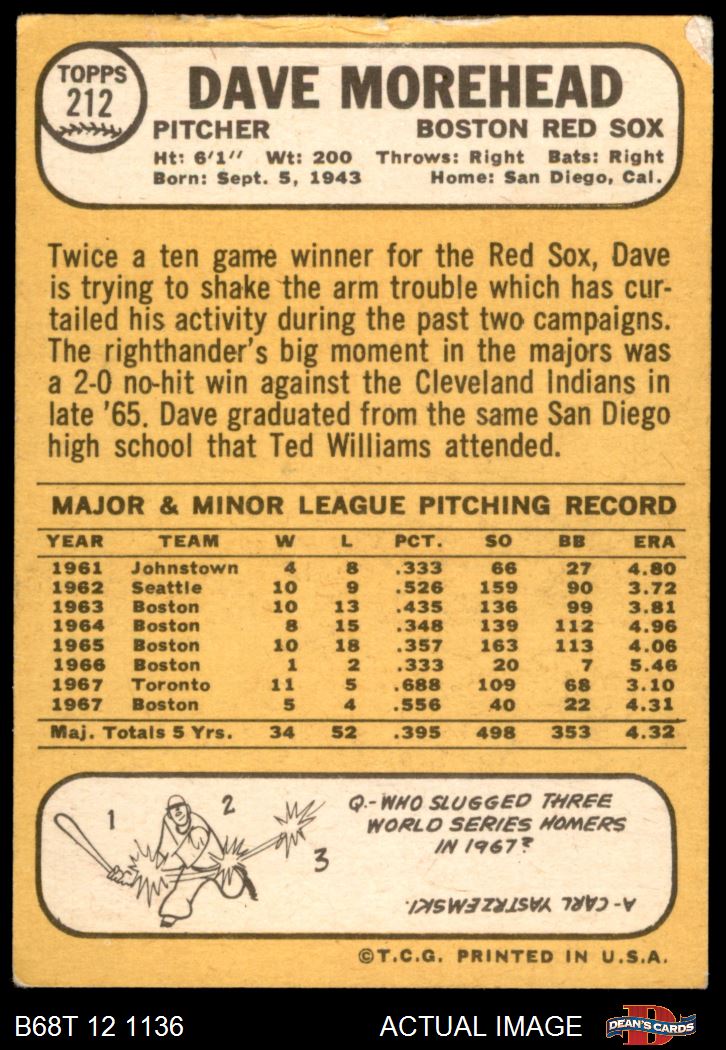 TOPPS
212
DAVE MOREHEAD
PITCHER BOSTON RED SOX
Ht: 6'1" Wt: 200 Throws: Right Bats: Right
Born: Sept. 5, 1943 Home: San Diego, Cal.
Twice a ten game winner for the Red Sox, Dave
is trying to shake the arm trouble which has cur-
tailed his activity during the past two campaigns.
The righthander's big moment in the majors was
a 2-0 no-hit win against the Cleveland Indians in
late '65. Dave graduated from the same San Diego
high school that Ted Williams attended.
MAJOR & MINOR LEAGUE PITCHING RECORD
YEAR TEAM W L PCT. SO BB ERA
1961 Johnstown 4 8 .333 66 27 4.80
1962 Seattle 10 9 .526 159 90 3.72
1963 Boston 10 13 .435 136 99 3.81
1964 Boston 8 15 .348 139 112 4.96
1965 Boston 10 18 .357 163 113 4.06
1966 Boston 1 2 .333 20 7 5.46
1967 Toronto 11 5 .688 109 68 3.10
1967 Boston 5 4 .556 40 22 4.31
Maj. Totals 5 Yrs. 34 52 .395 498 353 4.32
1 2 3
Q.-WHO SLUGGED THREE
WORLD SERIES HOMERS
IN 1967?
A-CARL YASTRZEMSKI.
©T.C.G. PRINTED IN U.S.A.
B68T 12 1136 ACTUAL IMAGE
D
DEAN'S CARDS